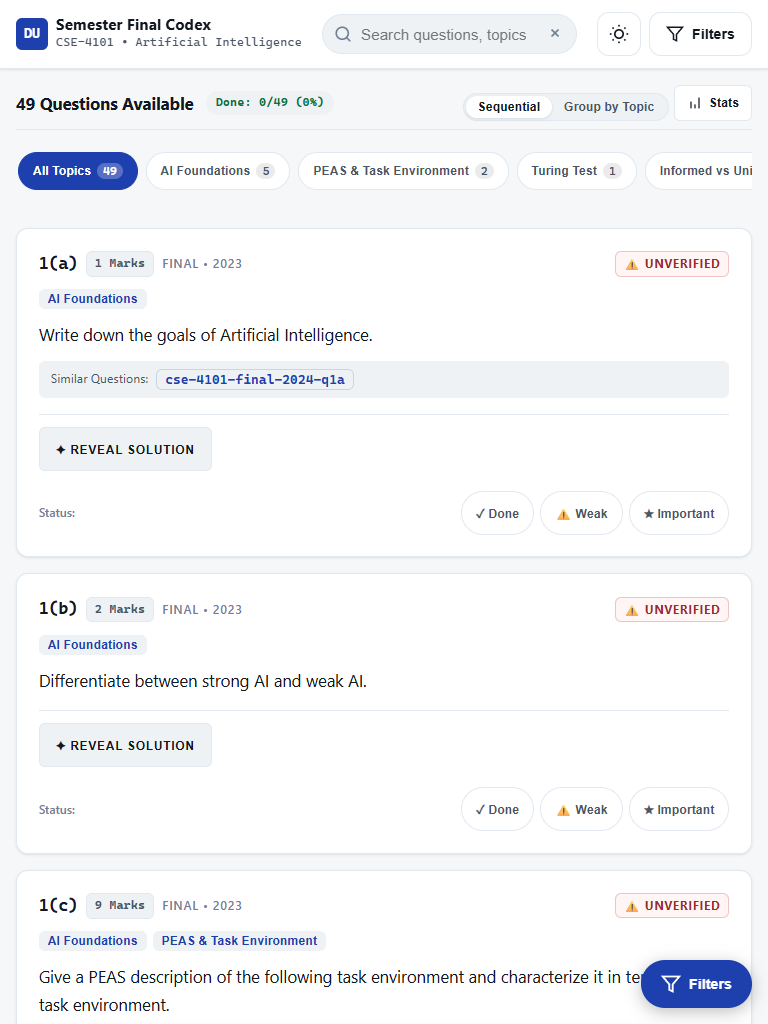 DU
Semester Final Codex
CSE-4101 • Artificial Intelligence
Search questions, topics
Filters
49 Questions Available
Done: 0/49 (0%)
Sequential
Group by Topic
Stats
All Topics 49
AI Foundations 5
PEAS & Task Environment 2
Turing Test 1
Informed vs Uni
1(a)
1 Marks
FINAL • 2023
⚠ UNVERIFIED
AI Foundations
Write down the goals of Artificial Intelligence.
Similar Questions: cse-4101-final-2024-q1a
✦ REVEAL SOLUTION
Status:
✓ Done
⚠ Weak
★ Important
1(b)
2 Marks
FINAL • 2023
⚠ UNVERIFIED
AI Foundations
Differentiate between strong AI and weak AI.
✦ REVEAL SOLUTION
Status:
✓ Done
⚠ Weak
★ Important
1(c)
9 Marks
FINAL • 2023
⚠ UNVERIFIED
AI Foundations
PEAS & Task Environment
Give a PEAS description of the following task environment and characterize it in te
task environment.
Filters